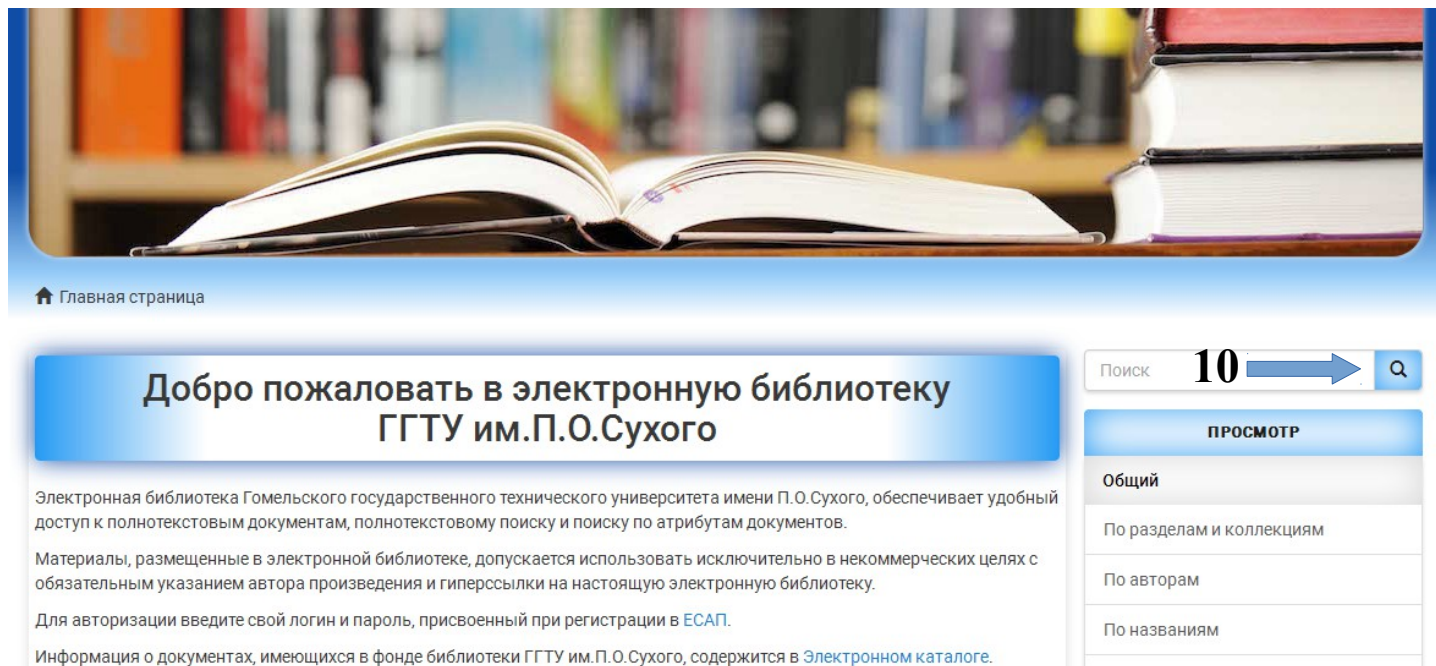 Главная страница
Добро пожаловать в электронную библиотеку
ГГТУ им.П.О.Сухого
Электронная библиотека Гомельского государственного технического университета имени П.О.Сухого, обеспечивает удобный
доступ к полнотекстовым документам, полнотекстовому поиску и поиску по атрибутам документов.
Материалы, размещенные в электронной библиотеке, допускается использовать исключительно в некоммерческих целях с
обязательным указанием автора произведения и гиперссылки на настоящую электронную библиотеку.
Для авторизации введите свой логин и пароль, присвоенный при регистрации в ЕСАП.
Информация о документах, имеющихся в фонде библиотеки ГГТУ им.П.О.Сухого, содержится в Электронном каталоге.
Поиск 10
ПРОСМОТР
Общий
По разделам и коллекциям
По авторам
По названиям